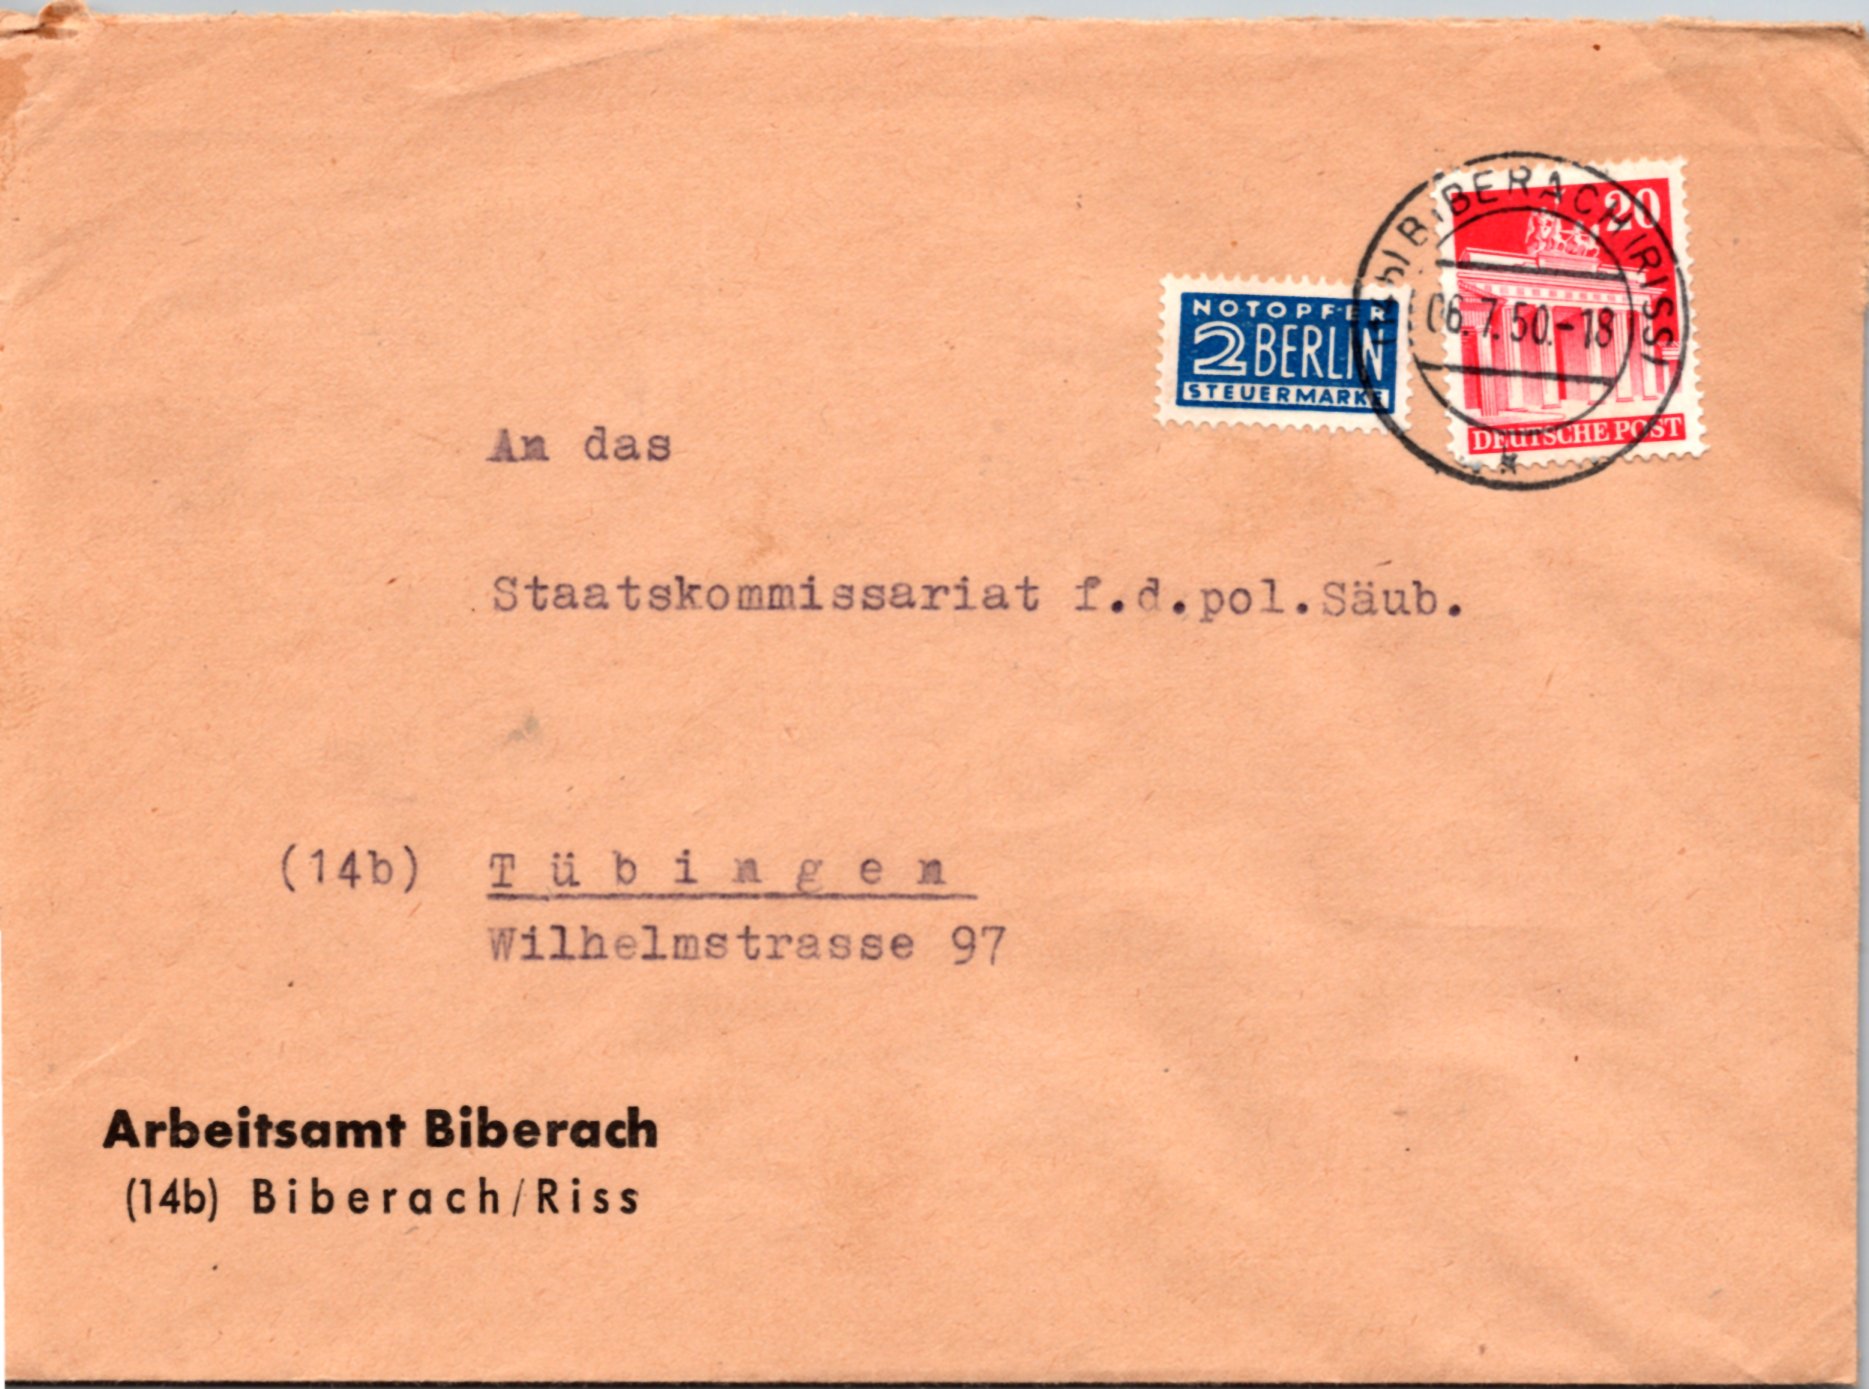 20
DEUTSCHE POST
NOTOPFER
2 BERLIN
STEUERMARKE
(14b) BIBERACH (RISS)
06.7.50.-18
An das
Staatskommissariat f.d.pol.Säub.
(14b) Tübingen
Wilhelmstrasse 97
Arbeitsamt Biberach
(14b) Biberach/Riss